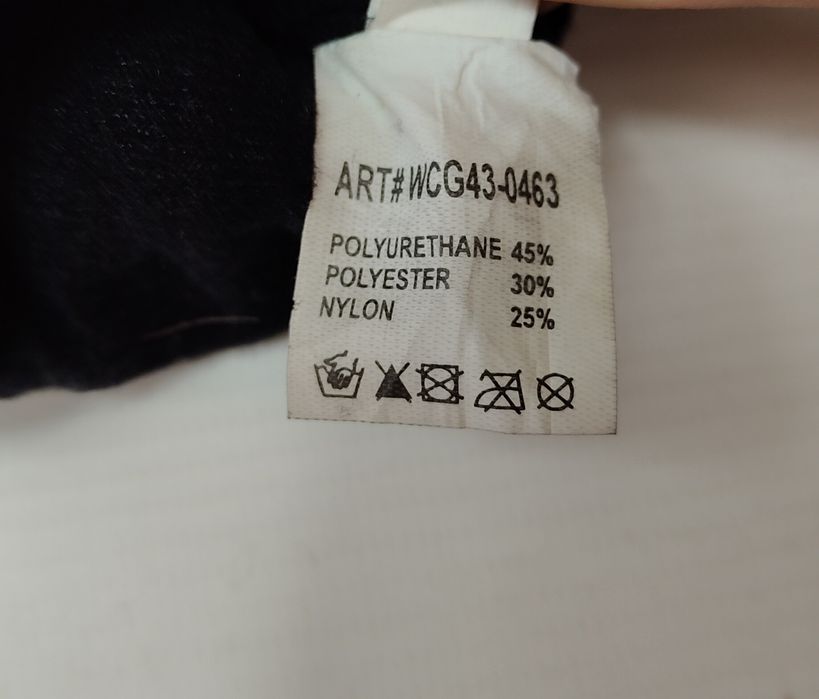 ART#WCG43-0463
POLYURETHANE 45%
POLYESTER 30%
NYLON 25%